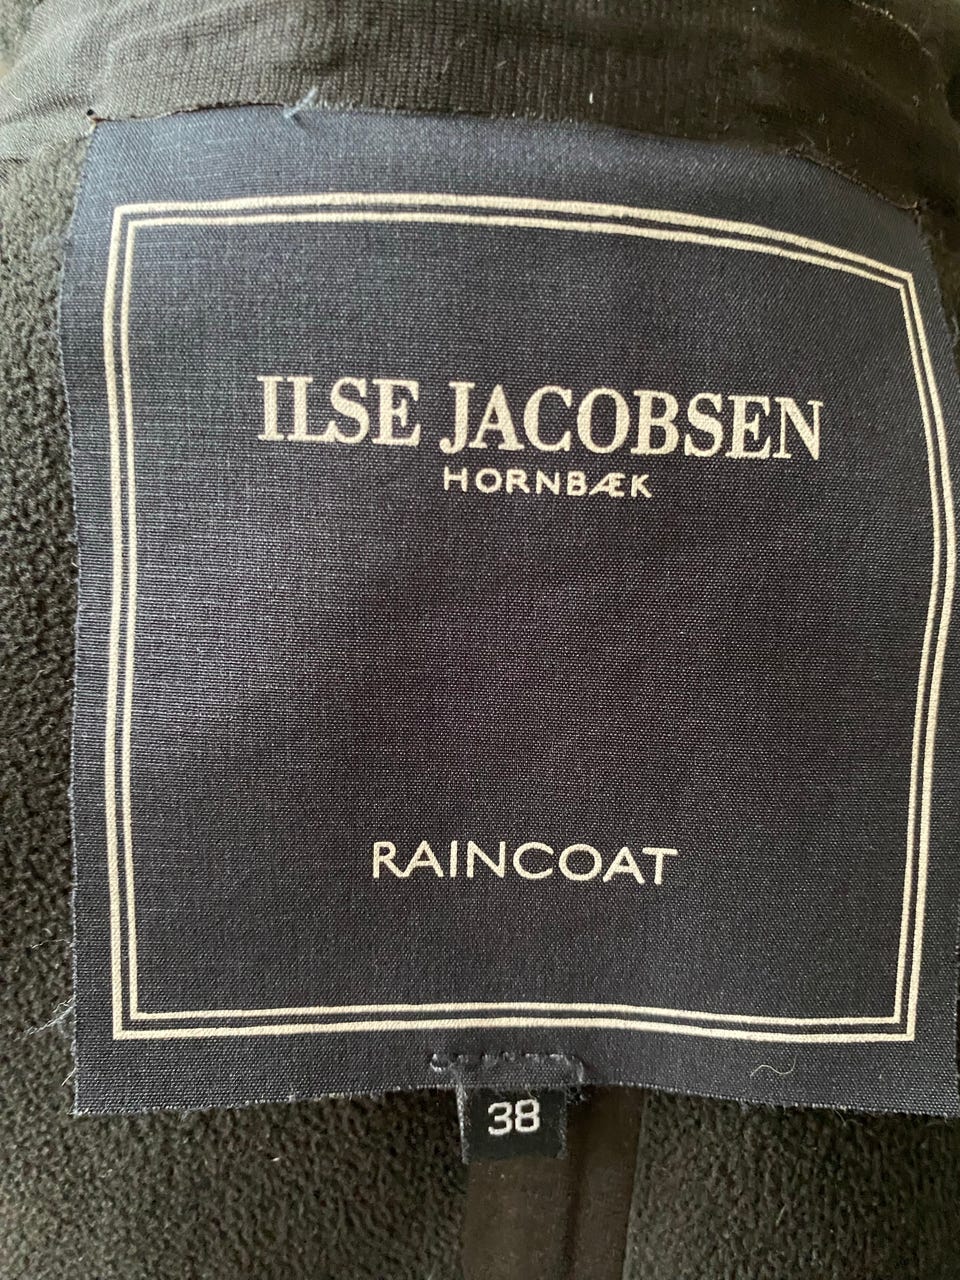 ILSE JACOBSEN
HORNBÆK
RAINCOAT
38